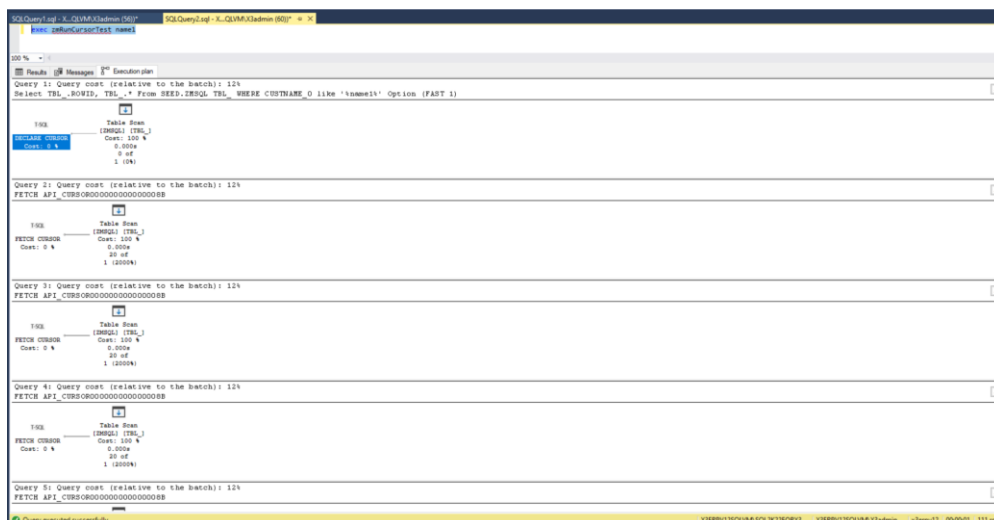 SQLQuery1.sql - X...QLVM\X3admin (56))*
SQLQuery2.sql - X...QLVM\X3admin (60))*
exec zmRunCursorTest name1
100 %
Results Messages Execution plan
Query 1: Query cost (relative to the batch): 12%
Select TBL_.ROWID, TBL_.* From SEED.ZMSQL TBL_ WHERE CUSTNAME_0 like '%name1%' Option (FAST 1)
T-SQL
DECLARE CURSOR
Cost: 0 %
Table Scan
[ZMSQL] [TBL_]
Cost: 100 %
0.000s
0 of
1 (0%)
Query 2: Query cost (relative to the batch): 12%
FETCH API_CURSOR000000000000008B
T-SQL
FETCH CURSOR
Cost: 0 %
Table Scan
[ZMSQL] [TBL_]
Cost: 100 %
0.000s
20 of
1 (2000%)
Query 3: Query cost (relative to the batch): 12%
FETCH API_CURSOR000000000000008B
T-SQL
FETCH CURSOR
Cost: 0 %
Table Scan
[ZMSQL] [TBL_]
Cost: 100 %
0.000s
20 of
1 (2000%)
Query 4: Query cost (relative to the batch): 12%
FETCH API_CURSOR000000000000008B
T-SQL
FETCH CURSOR
Cost: 0 %
Table Scan
[ZMSQL] [TBL_]
Cost: 100 %
0.000s
20 of
1 (2000%)
Query 5: Query cost (relative to the batch): 12%
FETCH API_CURSOR000000000000008B
Query executed successfully.